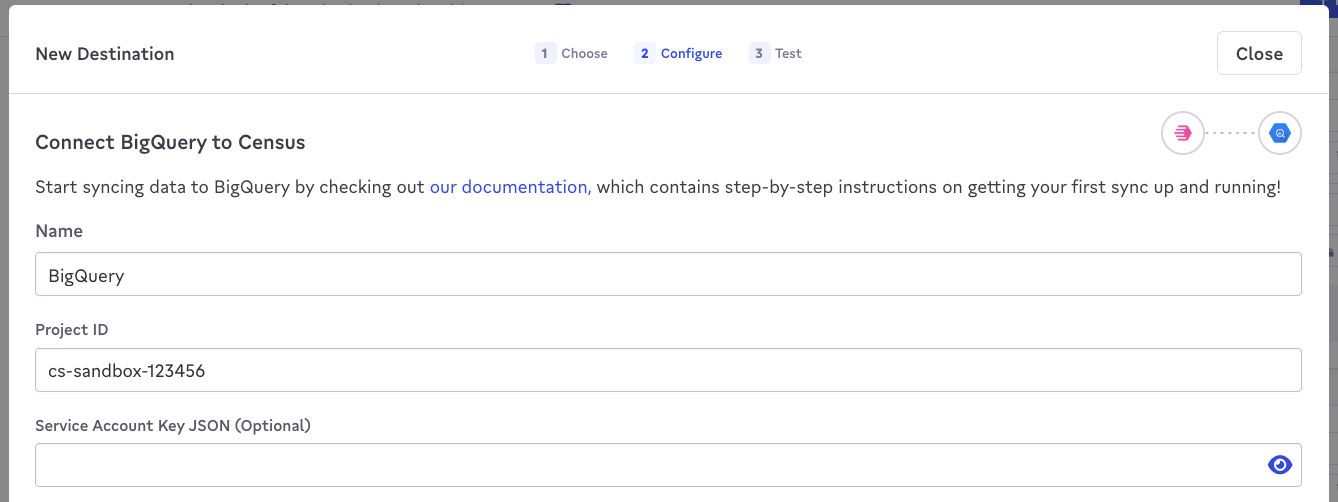 New Destination
1 Choose 2 Configure 3 Test
Close
Connect BigQuery to Census
Start syncing data to BigQuery by checking out our documentation, which contains step-by-step instructions on getting your first sync up and running!
Name
BigQuery
Project ID
cs-sandbox-123456
Service Account Key JSON (Optional)